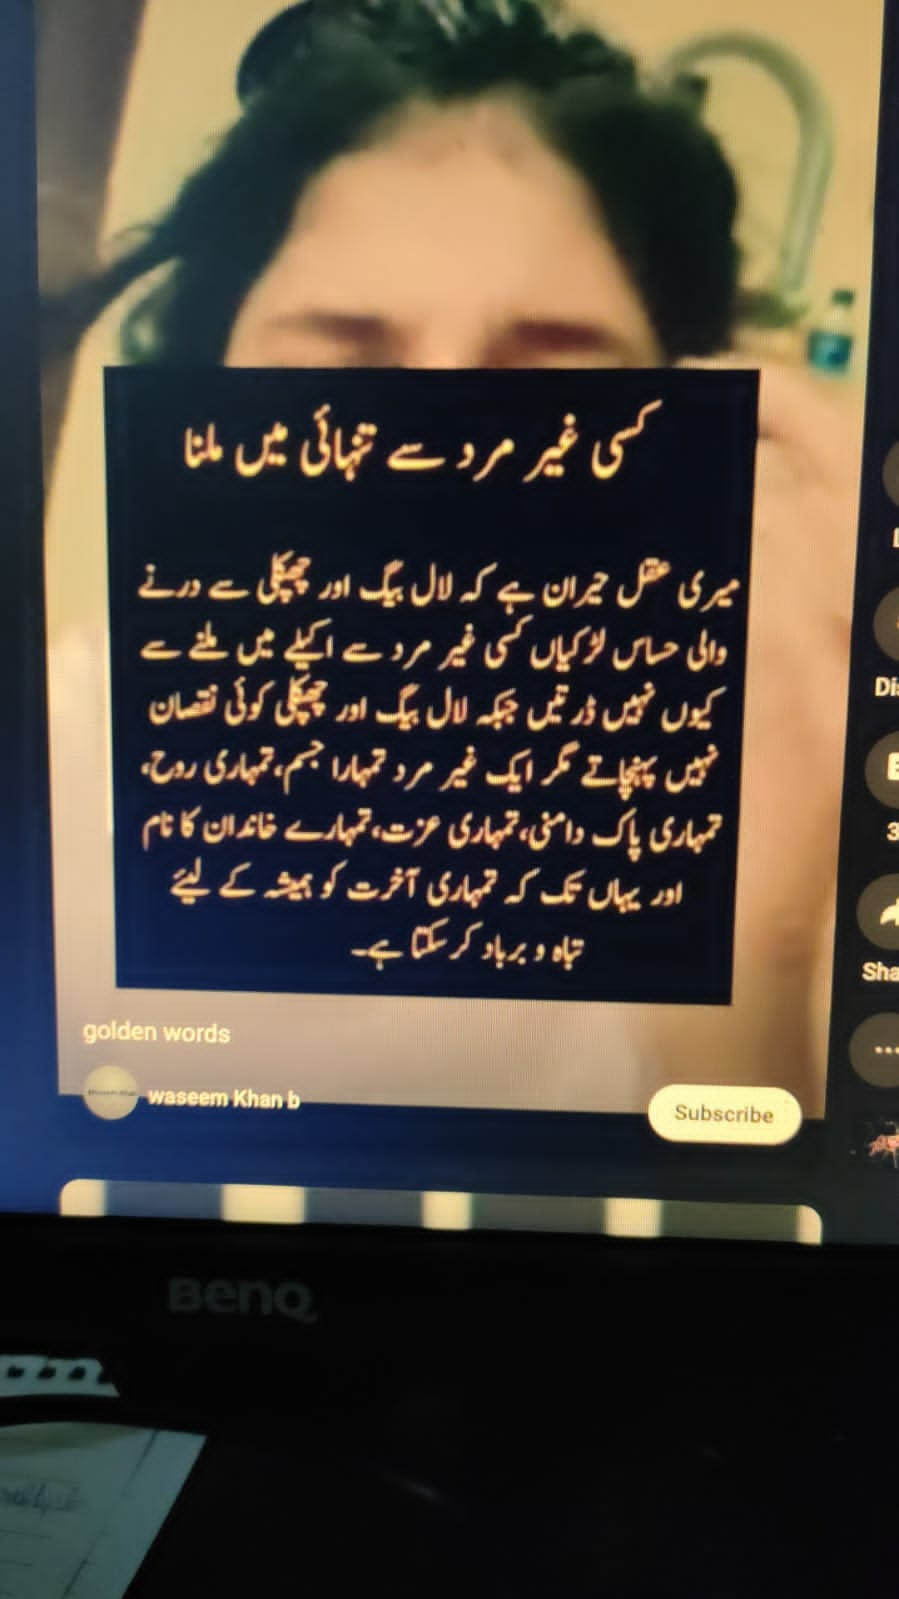 کسی غیر مرد سے تنہائی میں ملنا
میری عقل حیران ہے کہ لال بیگ اور چھپکلی سے درنے
والی حساس لڑکیاں کسی غیر مرد سے اکیلے میں ملنے سے
کیوں نہیں ڈرتیں جبکہ لال بیگ اور چھپکلی کوئی نقصان
نہیں پہنچاتے مگر ایک غیر مرد تمہارا جسم،تمہاری روح،
تمہاری پاک دامنی،تمہاری عزت،تمہارے خاندان کا نام
اور یہاں تک کہ تمہاری آخرت کو ہمیشہ کے لیئے
تباہ و برباد کر سکتا ہے۔
Dis
3
Sha
golden words
waseem Khan b
Subscribe
BenQ